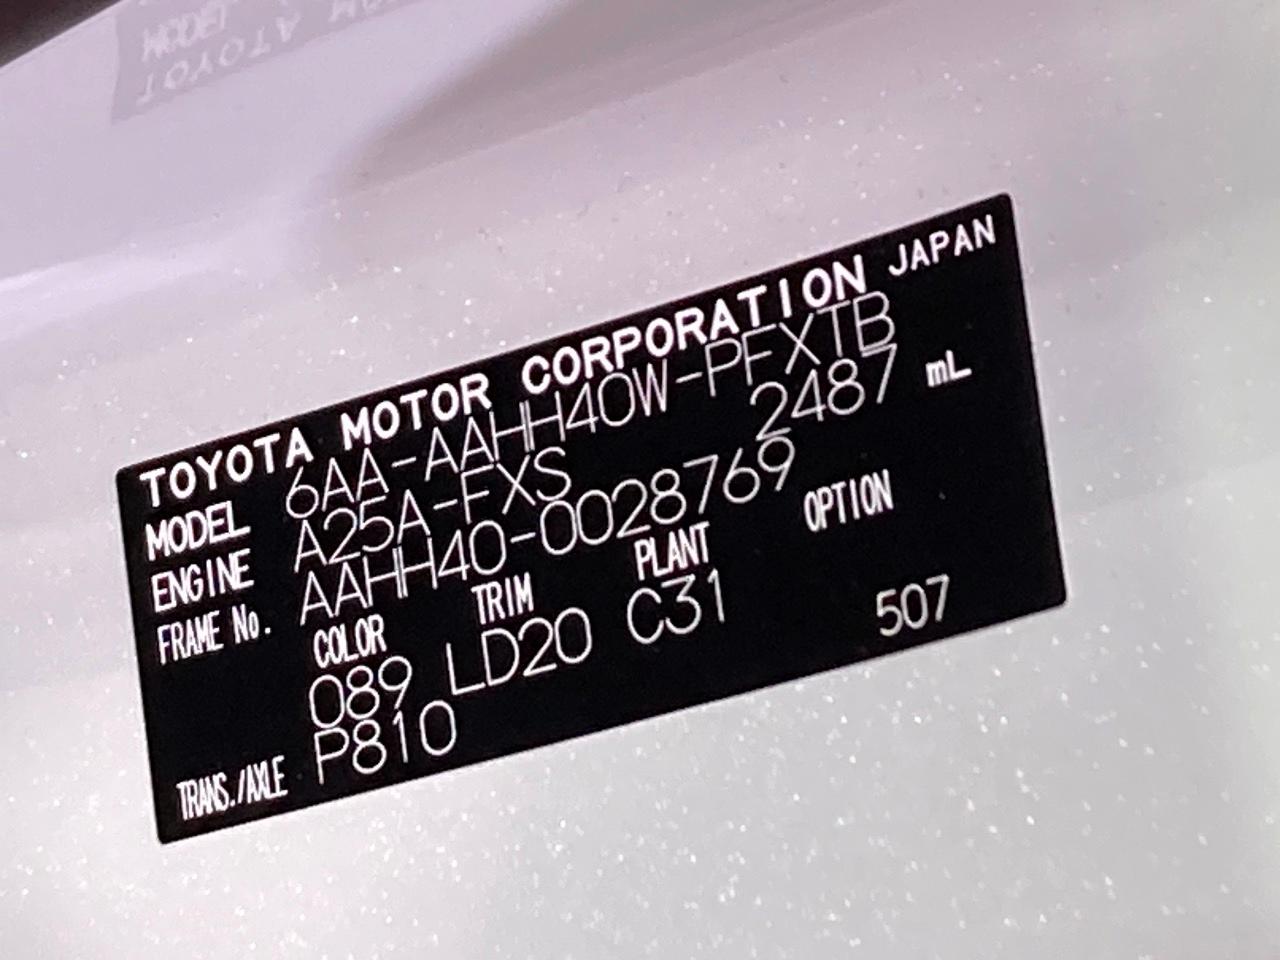 TOYOTA MOTOR CORPORATION JAPAN
MODEL 6AA-AAHH40W-PFXTB
ENGINE A25A-FXS 2487 mL
FRAME No. AAHH40-0028769
COLOR TRIM PLANT OPTION
089 LD20 C31 507
TRANS./AXLE P810